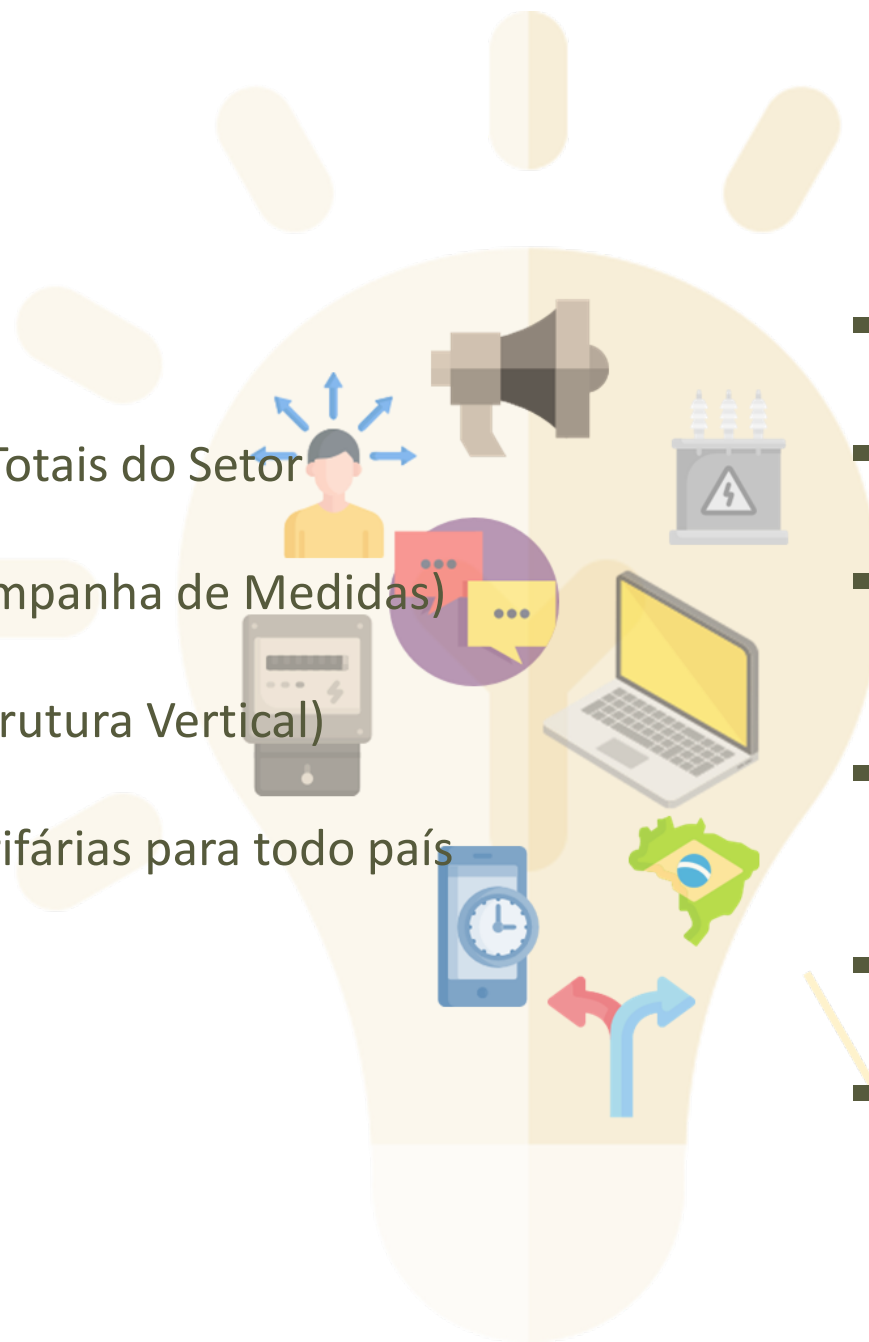 Totais do Setor
mpanha de Medidas)
rutura Vertical)
ifárias para todo país